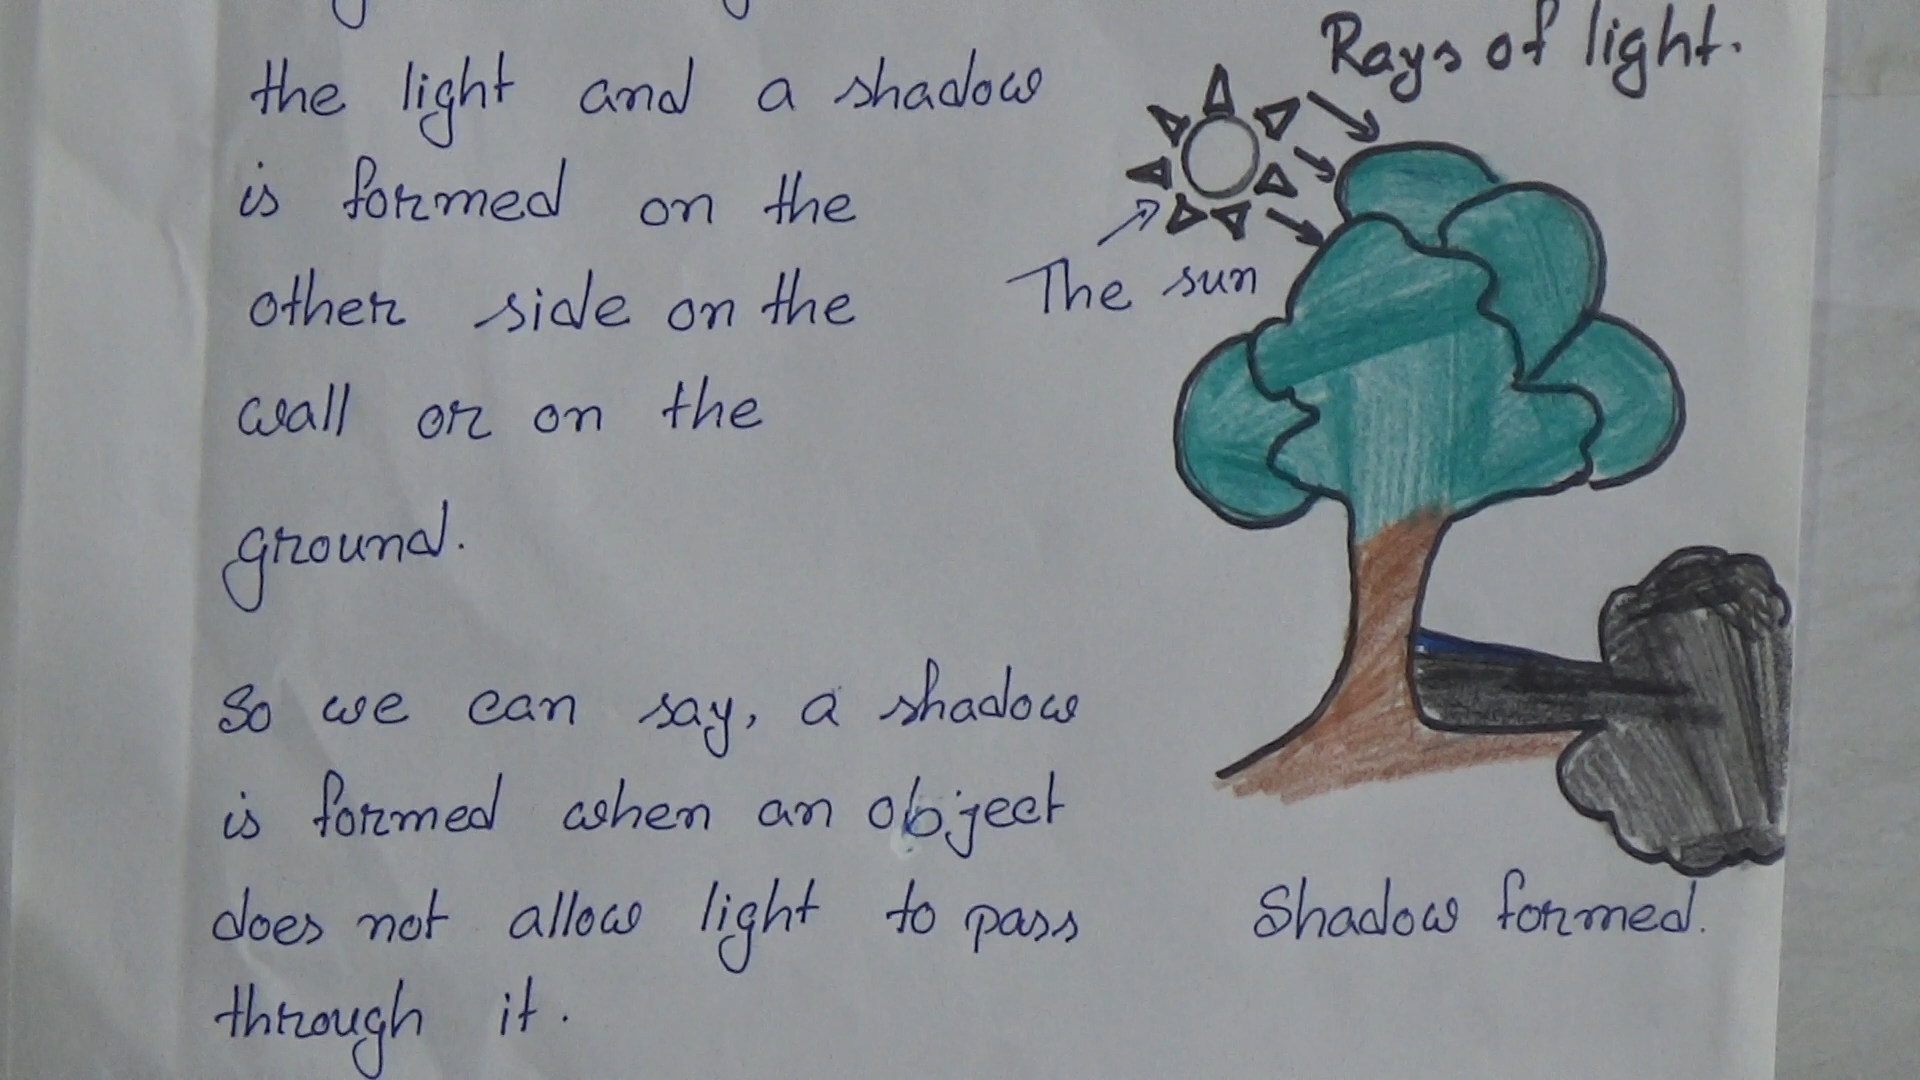 the light and a shadow
is formed on the
other side on the
wall or on the
ground.
So we can say, a shadow
is formed when an object
does not allow light to pass
through it.
Rays of light.
The sun
Shadow formed.